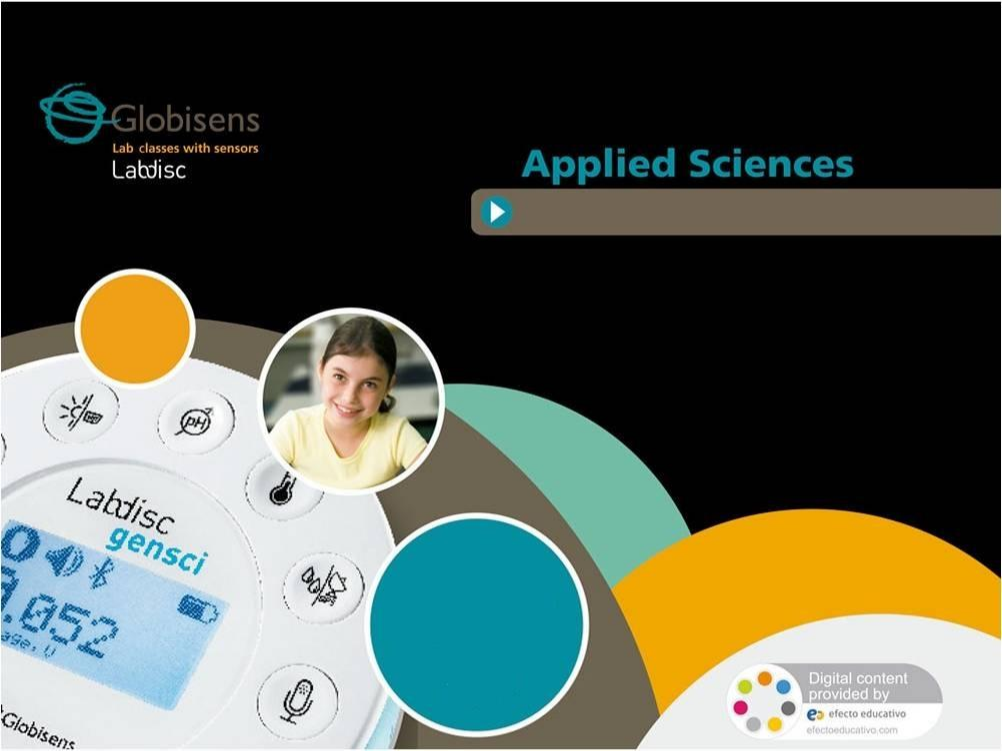 Globisens
Lab classes with sensors
Labdisc
Applied Sciences
pH
Labdisc
gensci
.052
Globisens
Digital content
provided by
efecto educativo
efectoeducativo.com